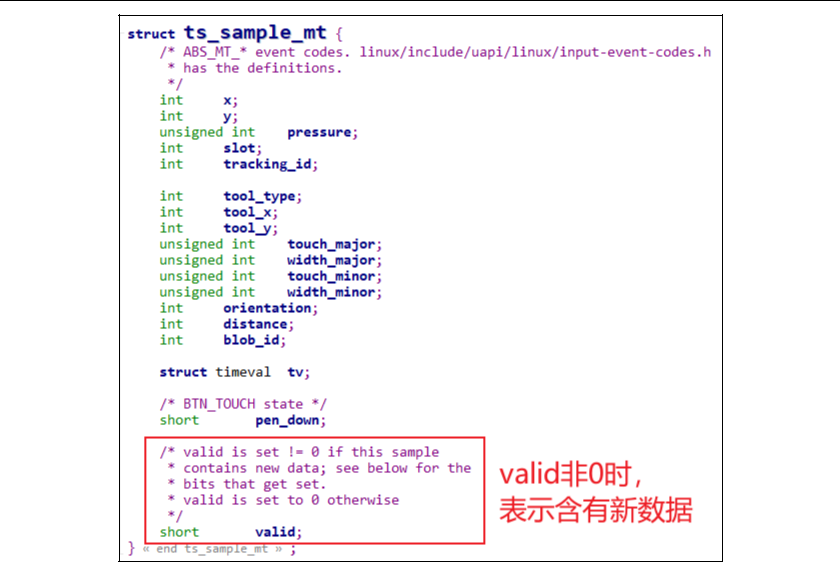 struct ts_sample_mt {
/* ABS_MT_* event codes. linux/include/uapi/linux/input-event-codes.h
* has the definitions.
*/
int x;
int y;
unsigned int pressure;
int slot;
int tracking_id;
int tool_type;
int tool_x;
int tool_y;
unsigned int touch_major;
unsigned int width_major;
unsigned int touch_minor;
unsigned int width_minor;
int orientation;
int distance;
int blob_id;
struct timeval tv;
/* BTN_TOUCH state */
short pen_down;
/* valid is set != 0 if this sample
* contains new data; see below for the
* bits that get set.
* valid is set to 0 otherwise
*/
short valid;
} « end ts_sample_mt » ;
valid非0时，
表示含有新数据